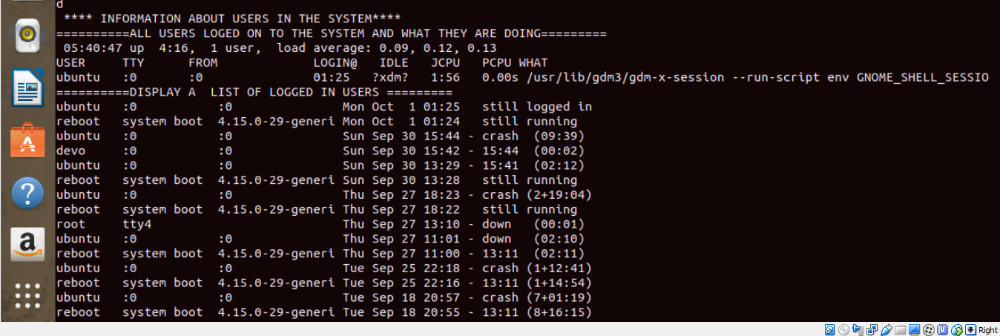 d
**** INFORMATION ABOUT USERS IN THE SYSTEM****
==========ALL USERS LOGED ON TO THE SYSTEM AND WHAT THEY ARE DOING=========
05:40:47 up  4:16,  1 user,  load average: 0.09, 0.12, 0.13
USER     TTY      FROM             LOGIN@   IDLE   JCPU   PCPU WHAT
ubuntu   :0       :0               01:25   ?xdm?   1:56   0.00s /usr/lib/gdm3/gdm-x-session --run-script env GNOME_SHELL_SESSIO
==========DISPLAY A  LIST OF LOGGED IN USERS =========
ubuntu   :0           :0               Mon Oct  1 01:25   still logged in
reboot   system boot  4.15.0-29-generi Mon Oct  1 01:24   still running
ubuntu   :0           :0               Sun Sep 30 15:44 - crash  (09:39)
devo     :0           :0               Sun Sep 30 15:42 - 15:44  (00:02)
ubuntu   :0           :0               Sun Sep 30 13:29 - 15:41  (02:12)
reboot   system boot  4.15.0-29-generi Sun Sep 30 13:28   still running
ubuntu   :0           :0               Thu Sep 27 18:23 - crash (2+19:04)
reboot   system boot  4.15.0-29-generi Thu Sep 27 18:22   still running
root     tty4                          Thu Sep 27 13:10 - down   (00:01)
ubuntu   :0           :0               Thu Sep 27 11:01 - down   (02:10)
reboot   system boot  4.15.0-29-generi Thu Sep 27 11:00 - 13:11  (02:11)
ubuntu   :0           :0               Tue Sep 25 22:18 - crash (1+12:41)
reboot   system boot  4.15.0-29-generi Tue Sep 25 22:16 - 13:11 (1+14:54)
ubuntu   :0           :0               Tue Sep 18 20:57 - crash (7+01:19)
reboot   system boot  4.15.0-29-generi Tue Sep 18 20:55 - 13:11 (8+16:15)
Right